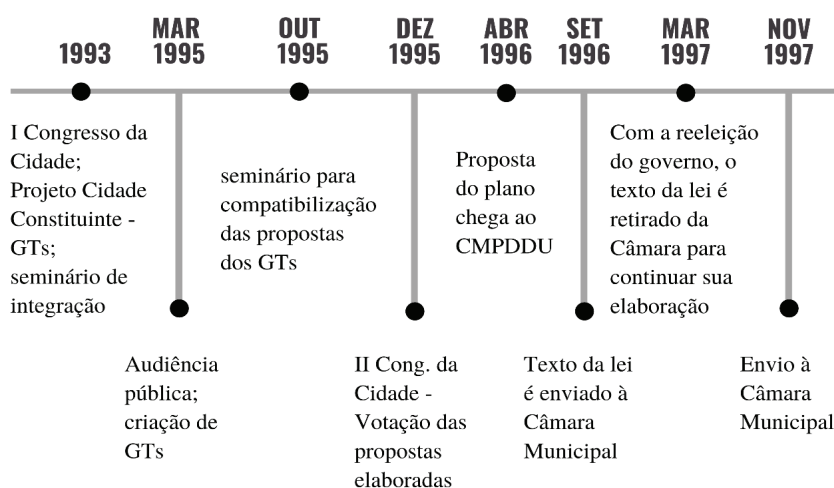 1993
I Congresso da
Cidade;
Projeto Cidade
Constituinte -
GTs;
seminário de
integração
MAR
1995
Audiência
pública;
criação de
GTs
OUT
1995
seminário para
compatibilização
das propostas
dos GTs
DEZ
1995
II Cong. da
Cidade -
Votação das
propostas
elaboradas
ABR
1996
Proposta
do plano
chega ao
CMPDDU
SET
1996
Texto da lei
é enviado à
Câmara
Municipal
MAR
1997
Com a reeleição
do governo, o
texto da lei é
retirado da
Câmara para
continuar sua
elaboração
NOV
1997
Envio à
Câmara
Municipal